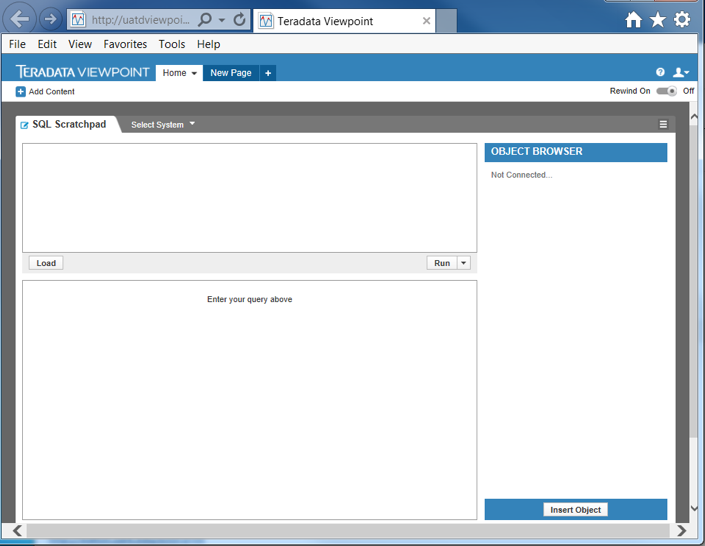 http://uatdviewpoi...
Teradata Viewpoint
File Edit View Favorites Tools Help
TERADATA VIEWPOINT Home New Page +
Add Content Rewind On Off
SQL Scratchpad Select System
OBJECT BROWSER
Not Connected...
Load Run
Enter your query above
Insert Object